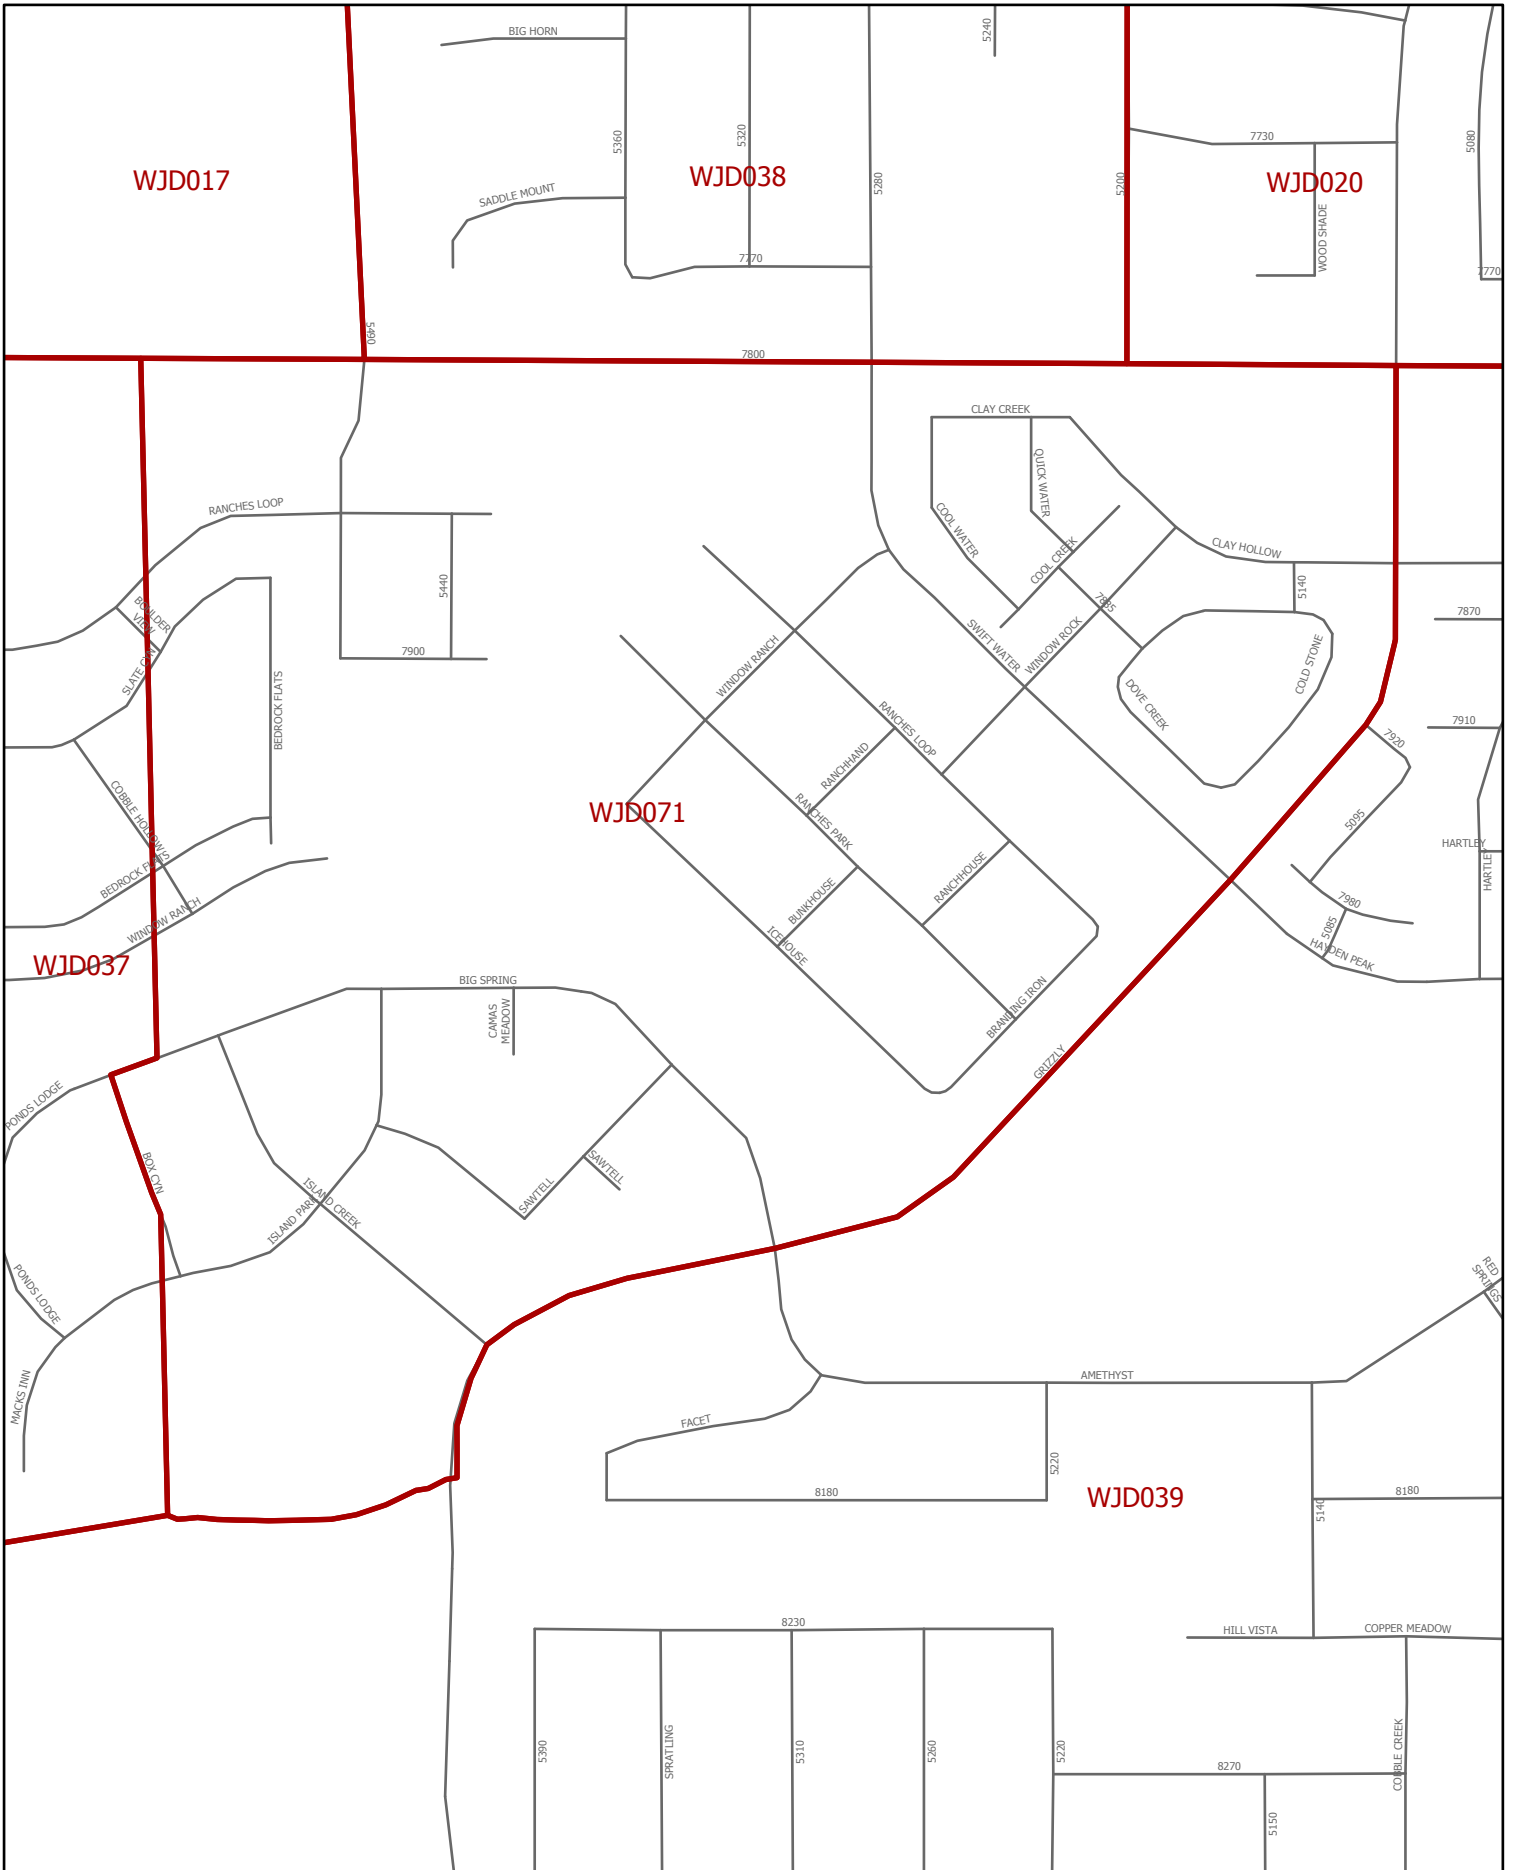 BIG HORN
5240
5360
5320
7730
5080
WJD017
WJD038
5280
5200
WJD020
SADDLE MOUNT
WOOD SHADE
7770
7770
5490
7800
CLAY CREEK
QUICK WATER
RANCHES LOOP
COOL WATER
COOL CREEK
CLAY HOLLOW
5440
5140
7885
7870
BOULDER
VIEW
7900
SWIFT WATER
WINDOW ROCK
WINDOW RANCH
SLATE CYN
COLD STONE
DOVE CREEK
BEDROCK FLATS
RANCHES LOOP
7910
7920
RANCHHAND
COBBLE HOLLOW
WJD071
RANCHES PARK
5095
HARTLEY
HARTLEY
BEDROCK FLATS
RANCHHOUSE
BUNKHOUSE
7980
WINDOW RANCH
5085
ICEHOUSE
HAYDEN PEAK
WJD037
BIG SPRING
CAMAS
MEADOW
BRANDING IRON
GRIZZLY
PONDS LODGE
BOX CYN
SAWTELL
SAWTELL
ISLAND CREEK
ISLAND PARK
RED
SPRINGS
PONDS LODGE
AMETHYST
MACKS INN
FACET
5220
8180
WJD039
8180
5140
8230
HILL VISTA
COPPER MEADOW
5390
SPRATLING
5310
5260
5220
8270
COBBLE CREEK
5150